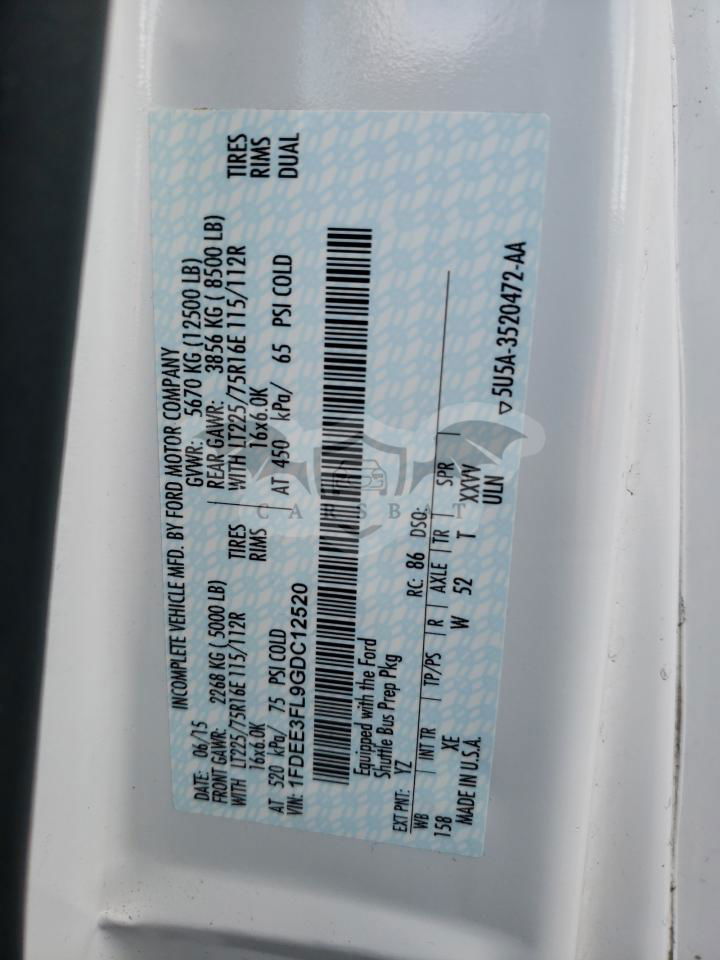 INCOMPLETE VEHICLE MFD. BY FORD MOTOR COMPANY
DATE: 06/15 GVWR: 5670 KG (12500 LB)
FRONT GAWR: 2268 KG (5000 LB) REAR GAWR: 3856 KG (8500 LB)
WITH LT225/75R16E 115/112R TIRES WITH LT225/75R16E 115/112R TIRES
16x6.0K RIMS 16x6.0K RIMS
AT 520 kPa/ 75 PSI COLD AT 450 kPa/ 65 PSI COLD DUAL
VIN: 1FDEE3FL9GDC12520
Equipped with the Ford
Shuttle Bus Prep Pkg
EXT PNT: YZ RC: 86 DSO:
WB INT TR TP/PS R AXLE TR SPR
158 XE W 52 T XXVV
MADE IN U.S.A. ULN
▽5U5A-3520472-AA
CARSBAT